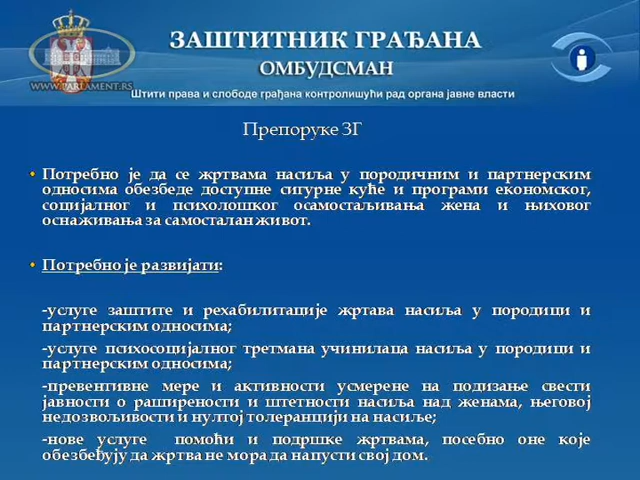 ЗАШТИТНИК ГРАЂАНА
ОМБУДСМАН
WWW.PARLAMENT.RS
Штити права и слободе грађана контролишући рад органа јавне власти
Препоруке ЗГ
• Потребно је да се жртвама насиља у породичним и партнерским
односима обезбеде доступне сигурне куће и програми економског,
социјалног и психолошког осамостаљивања жена и њиховог
оснаживања за самосталан живот.
• Потребно је развијати:
-услуге заштите и рехабилитације жртава насиља у породици и
партнерским односима;
-услуге психосоцијалног третмана учинилаца насиља у породици и
партнерским односима;
-превентивне мере и активности усмерене на подизање свести
јавности о раширености и штетности насиља над женама, његовој
недозвољивости и нултој толеранцији на насиље;
-нове услуге помоћи и подршке жртвама, посебно оне које
обезбеђују да жртва не мора да напусти свој дом.